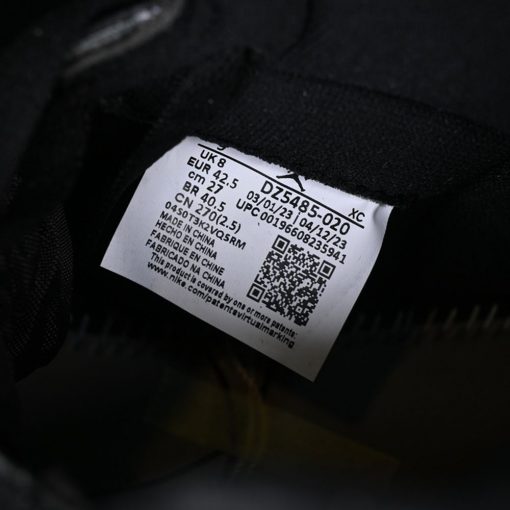 UK 8
EUR 42.5
cm 27
BR 40.5
CN 270(2.5)
04S0T3K2VQ5RM
MADE IN CHINA
HECHO EN CHINA
FABRIQUE EN CHINE
FABRICADO NA CHINA
This product is covered by one or more patents:
www.nike.com/patentsvirtualmarking
XC
DZ5485-020
03/01/23 | 04/12/23
UPC 00196608235941